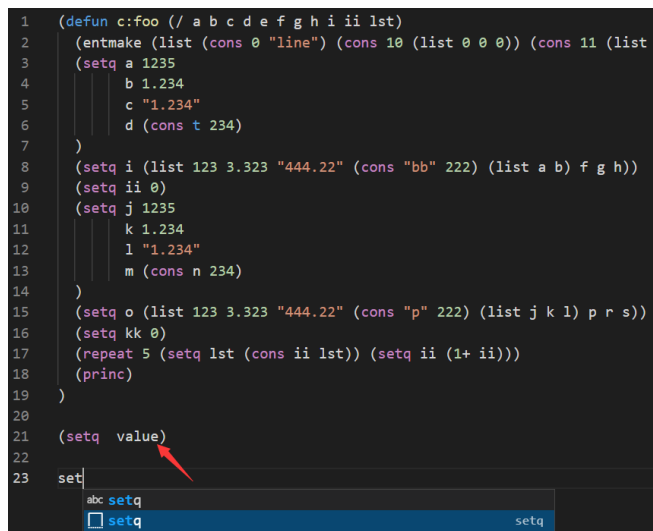 1 (defun c:foo (/ a b c d e f g h i ii lst)
2 (entmake (list (cons 0 "line") (cons 10 (list 0 0 0)) (cons 11 (list
3 (setq a 1235
4 b 1.234
5 c "1.234"
6 d (cons t 234)
7 )
8 (setq i (list 123 3.323 "444.22" (cons "bb" 222) (list a b) f g h))
9 (setq ii 0)
10 (setq j 1235
11 k 1.234
12 l "1.234"
13 m (cons n 234)
14 )
15 (setq o (list 123 3.323 "444.22" (cons "p" 222) (list j k l) p r s))
16 (setq kk 0)
17 (repeat 5 (setq lst (cons ii lst)) (setq ii (1+ ii)))
18 (princ)
19 )
20
21 (setq  value)
22
23 set
abc setq
setq setq